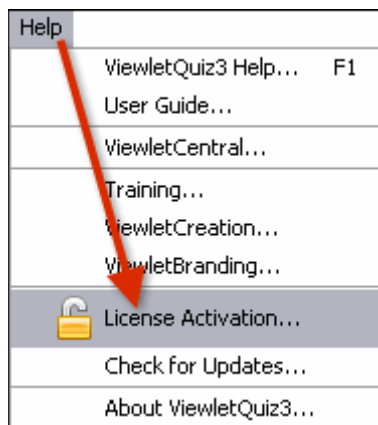 Help
ViewletQuiz3 Help... F1
User Guide...
ViewletCentral...
Training...
ViewletCreation...
ViewletBranding...
License Activation...
Check for Updates...
About ViewletQuiz3...